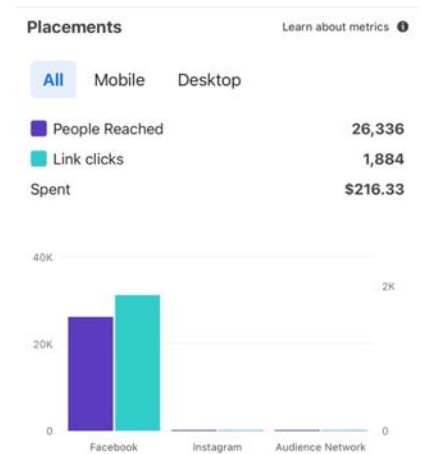 Placements
Learn about metrics
All Mobile Desktop
People Reached 26,336
Link clicks 1,884
Spent $216.33
40K
2K
20K
0 0
Facebook Instagram Audience Network